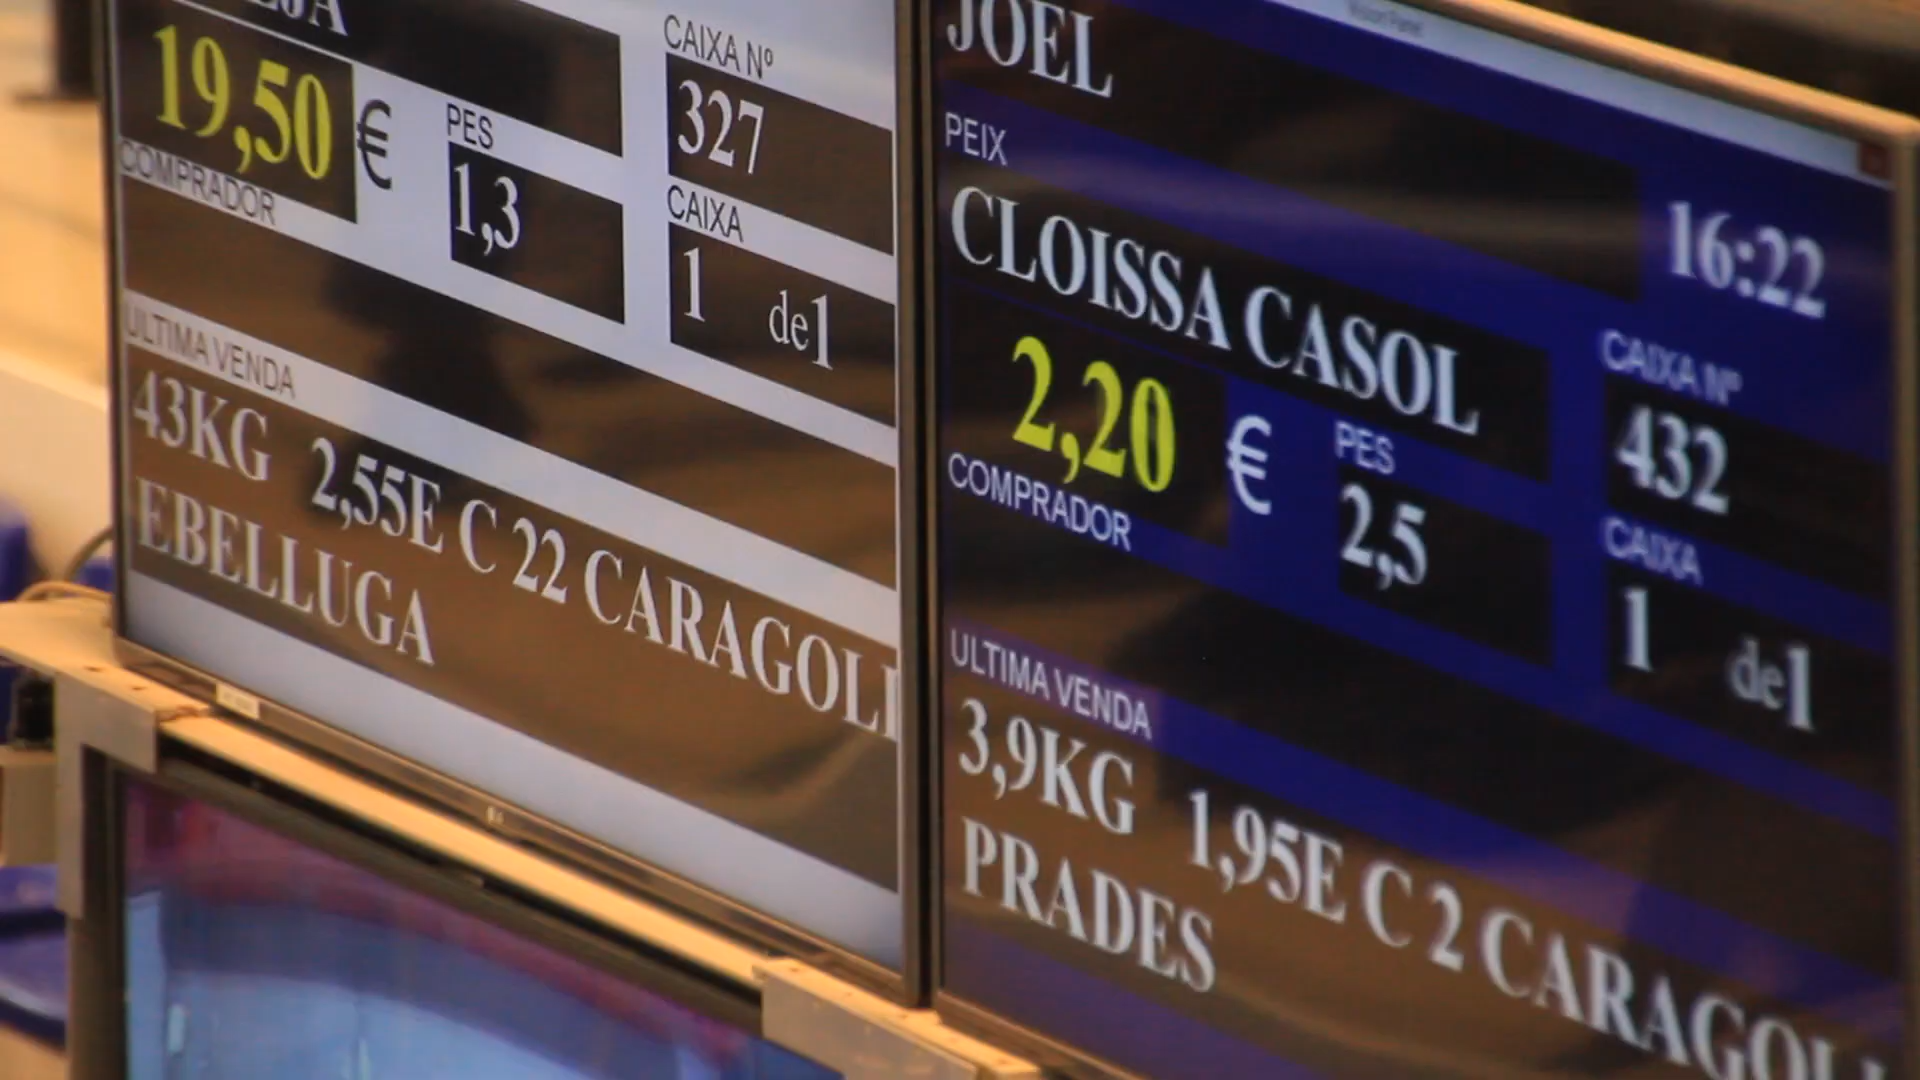 CAIXA Nº
19,50 €
PES
327
1,3
COMPRADOR
CAIXA
1 de1
ULTIMA VENDA
43KG 2,55E C 22 CARAGOL
EBELLUGA
JOEL
PEIX
16:22
CLOISSA CASOL
CAIXA Nº
2,20 €
PES
432
2,5
COMPRADOR
CAIXA
1 de1
ULTIMA VENDA
3,9KG 1,95E C 2 CARAGOL
PRADES